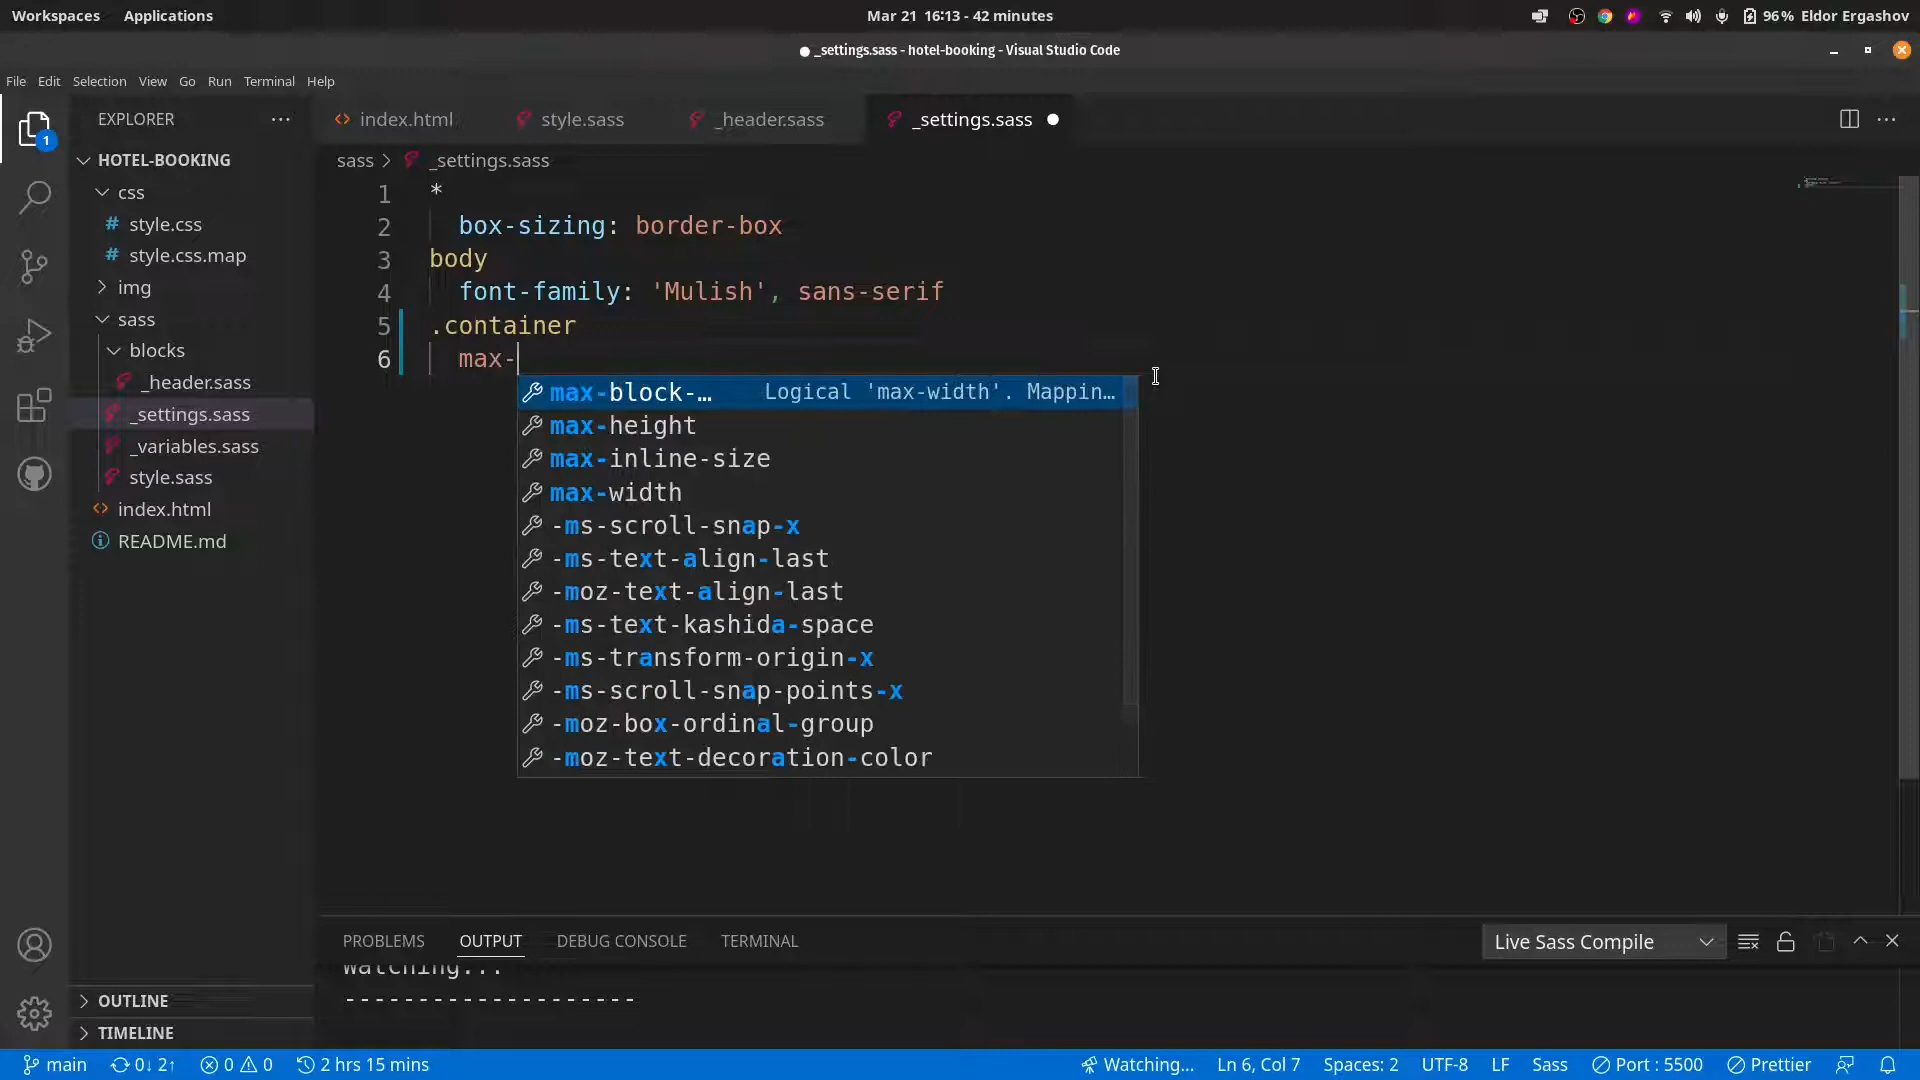 Workspaces Applications Mar 21 16:13 - 42 minutes 96% Eldor Ergashov
_settings.sass - hotel-booking - Visual Studio Code
File Edit Selection View Go Run Terminal Help
EXPLORER index.html style.sass _header.sass _settings.sass
1
HOTEL-BOOKING
css
style.css
style.css.map
img
sass
blocks
_header.sass
_settings.sass
_variables.sass
style.sass
index.html
README.md
OUTLINE
TIMELINE
sass > _settings.sass
1 *
2 box-sizing: border-box
3 body
4 font-family: 'Mulish', sans-serif
5 .container
6 max-
max-block-… Logical 'max-width'. Mappin…
max-height
max-inline-size
max-width
-ms-scroll-snap-x
-ms-text-align-last
-moz-text-align-last
-ms-text-kashida-space
-ms-transform-origin-x
-ms-scroll-snap-points-x
-moz-box-ordinal-group
-moz-text-decoration-color
PROBLEMS OUTPUT DEBUG CONSOLE TERMINAL Live Sass Compile
Watching...
--------------------
main 0↓ 2↑ 0 0 2 hrs 15 mins Watching... Ln 6, Col 7 Spaces: 2 UTF-8 LF Sass Port : 5500 Prettier